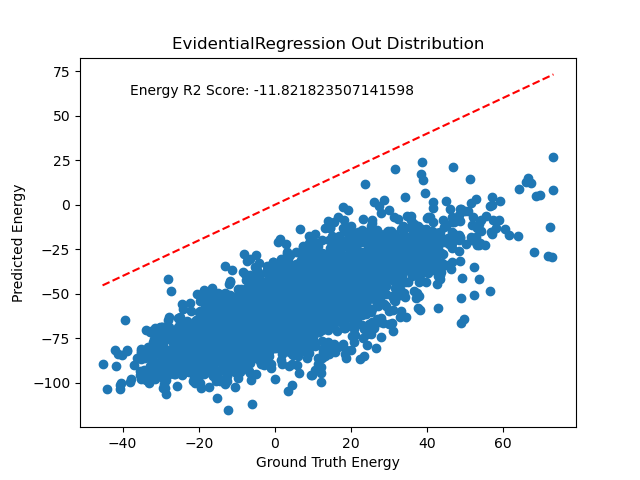 EvidentialRegression Out Distribution
Energy R2 Score: -11.821823507141598
75
50
25
0
−25
−50
−75
−100
Predicted Energy
−40 −20 0 20 40 60
Ground Truth Energy